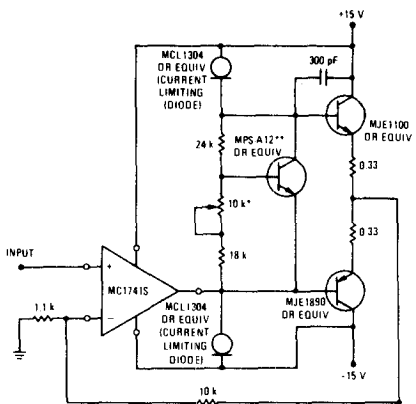 +15 V
MCL1304
OR EQUIV
(CURRENT
LIMITING
(DIODE)
300 pF
MJE1100
OR EQUIV
MPS-A12**
OR EQUIV
24 k
0.33
10 k*
0.33
18 k
INPUT
+
MC1741S
−
MCL1304
OR EQUIV
(CURRENT
LIMITING
(DIODE)
MJE1890
OR EQUIV
1.1 k
-15 V
10k